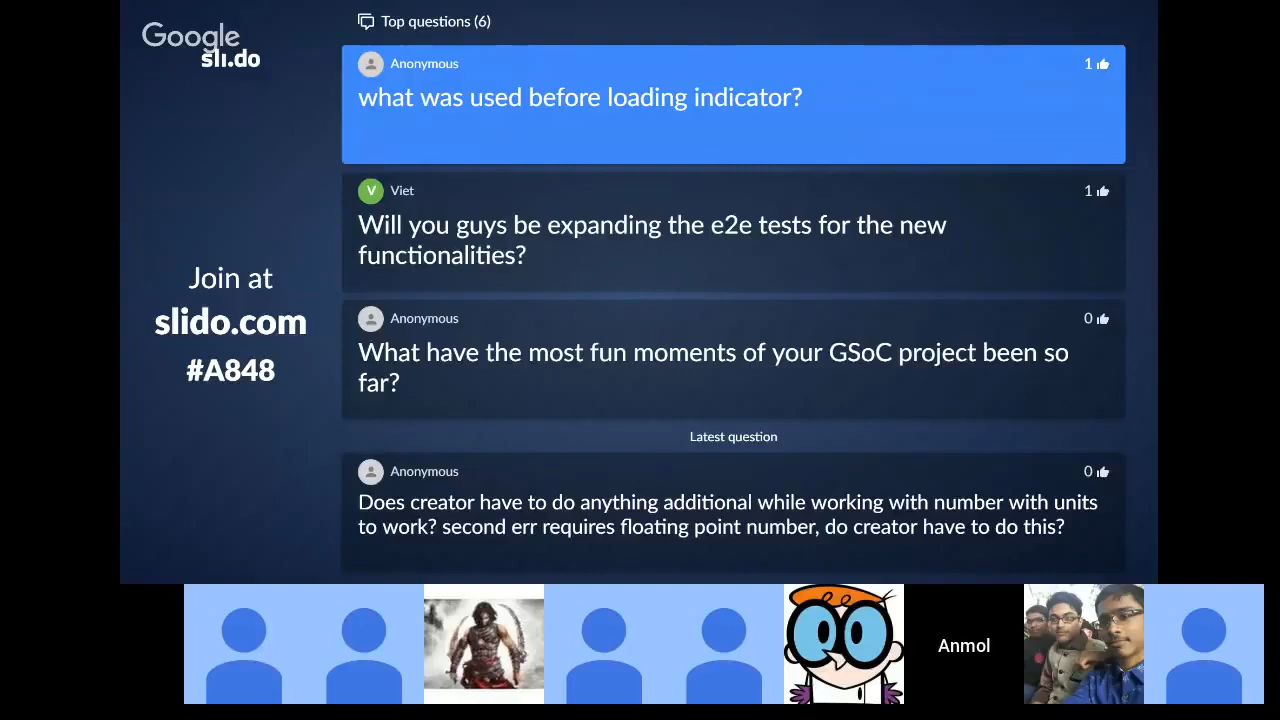 Google
sli.do
Top questions (6)
Anonymous
1
what was used before loading indicator?
V
Viet
1
Will you guys be expanding the e2e tests for the new
functionalities?
Anonymous
0
What have the most fun moments of your GSoC project been so
far?
Latest question
Anonymous
0
Does creator have to do anything additional while working with number with units
to work? second err requires floating point number, do creator have to do this?
Join at
slido.com
#A848
Anmol